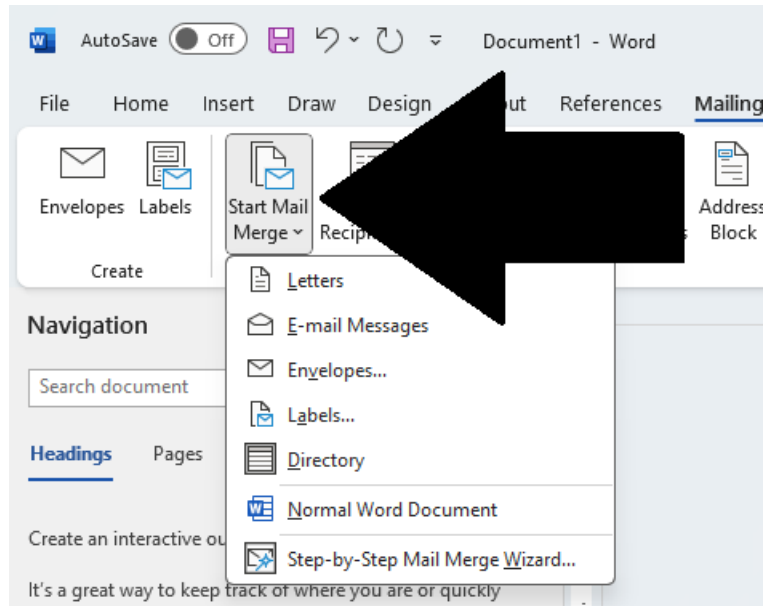 AutoSave Off Document1 - Word
File Home Insert Draw Design References Mailing
Envelopes Labels Start Mail Merge Address Block
Create
Letters
E-mail Messages
Envelopes...
Labels...
Directory
Normal Word Document
Step-by-Step Mail Merge Wizard...
Navigation
Search document
Headings Pages
Create an interactive
It's a great way to keep track of where you are or quickly